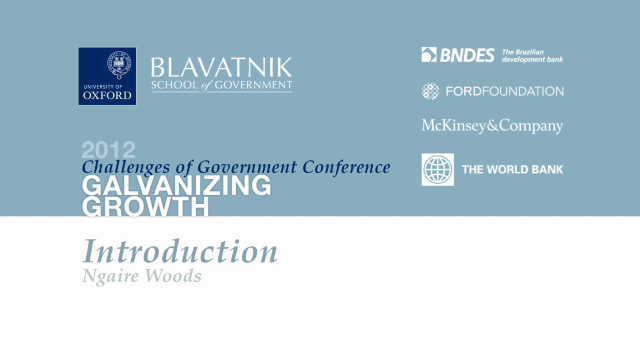 UNIVERSITY OF
OXFORD
BLAVATNIK
SCHOOL of GOVERNMENT
BNDES The Brazilian
development bank
FORDFOUNDATION
McKinsey&Company
THE WORLD BANK
2012
Challenges of Government Conference
GALVANIZING
GROWTH
Introduction
Ngaire Woods